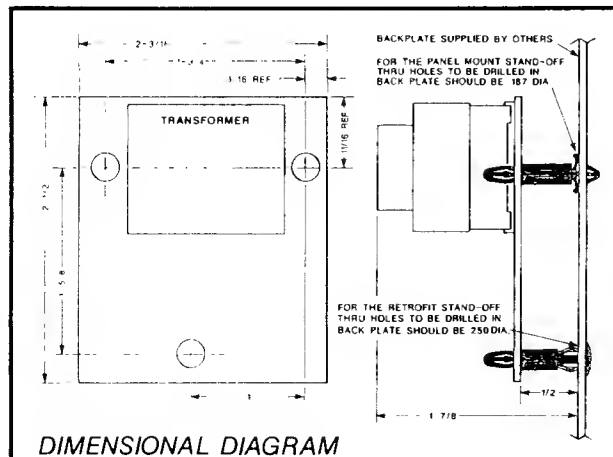 2-3/16
1-3/4
3/16 REF
TRANSFORMER
11/16 REF
2-1/2
1-5/8
1
BACKPLATE SUPPLIED BY OTHERS
FOR THE PANEL MOUNT STAND-OFF
THRU HOLES TO BE DRILLED IN
BACK PLATE SHOULD BE 187 DIA
FOR THE RETROFIT STAND-OFF
THRU HOLES TO BE DRILLED IN
BACK PLATE SHOULD BE 250 DIA.
1/2
1 7/8
DIMENSIONAL DIAGRAM